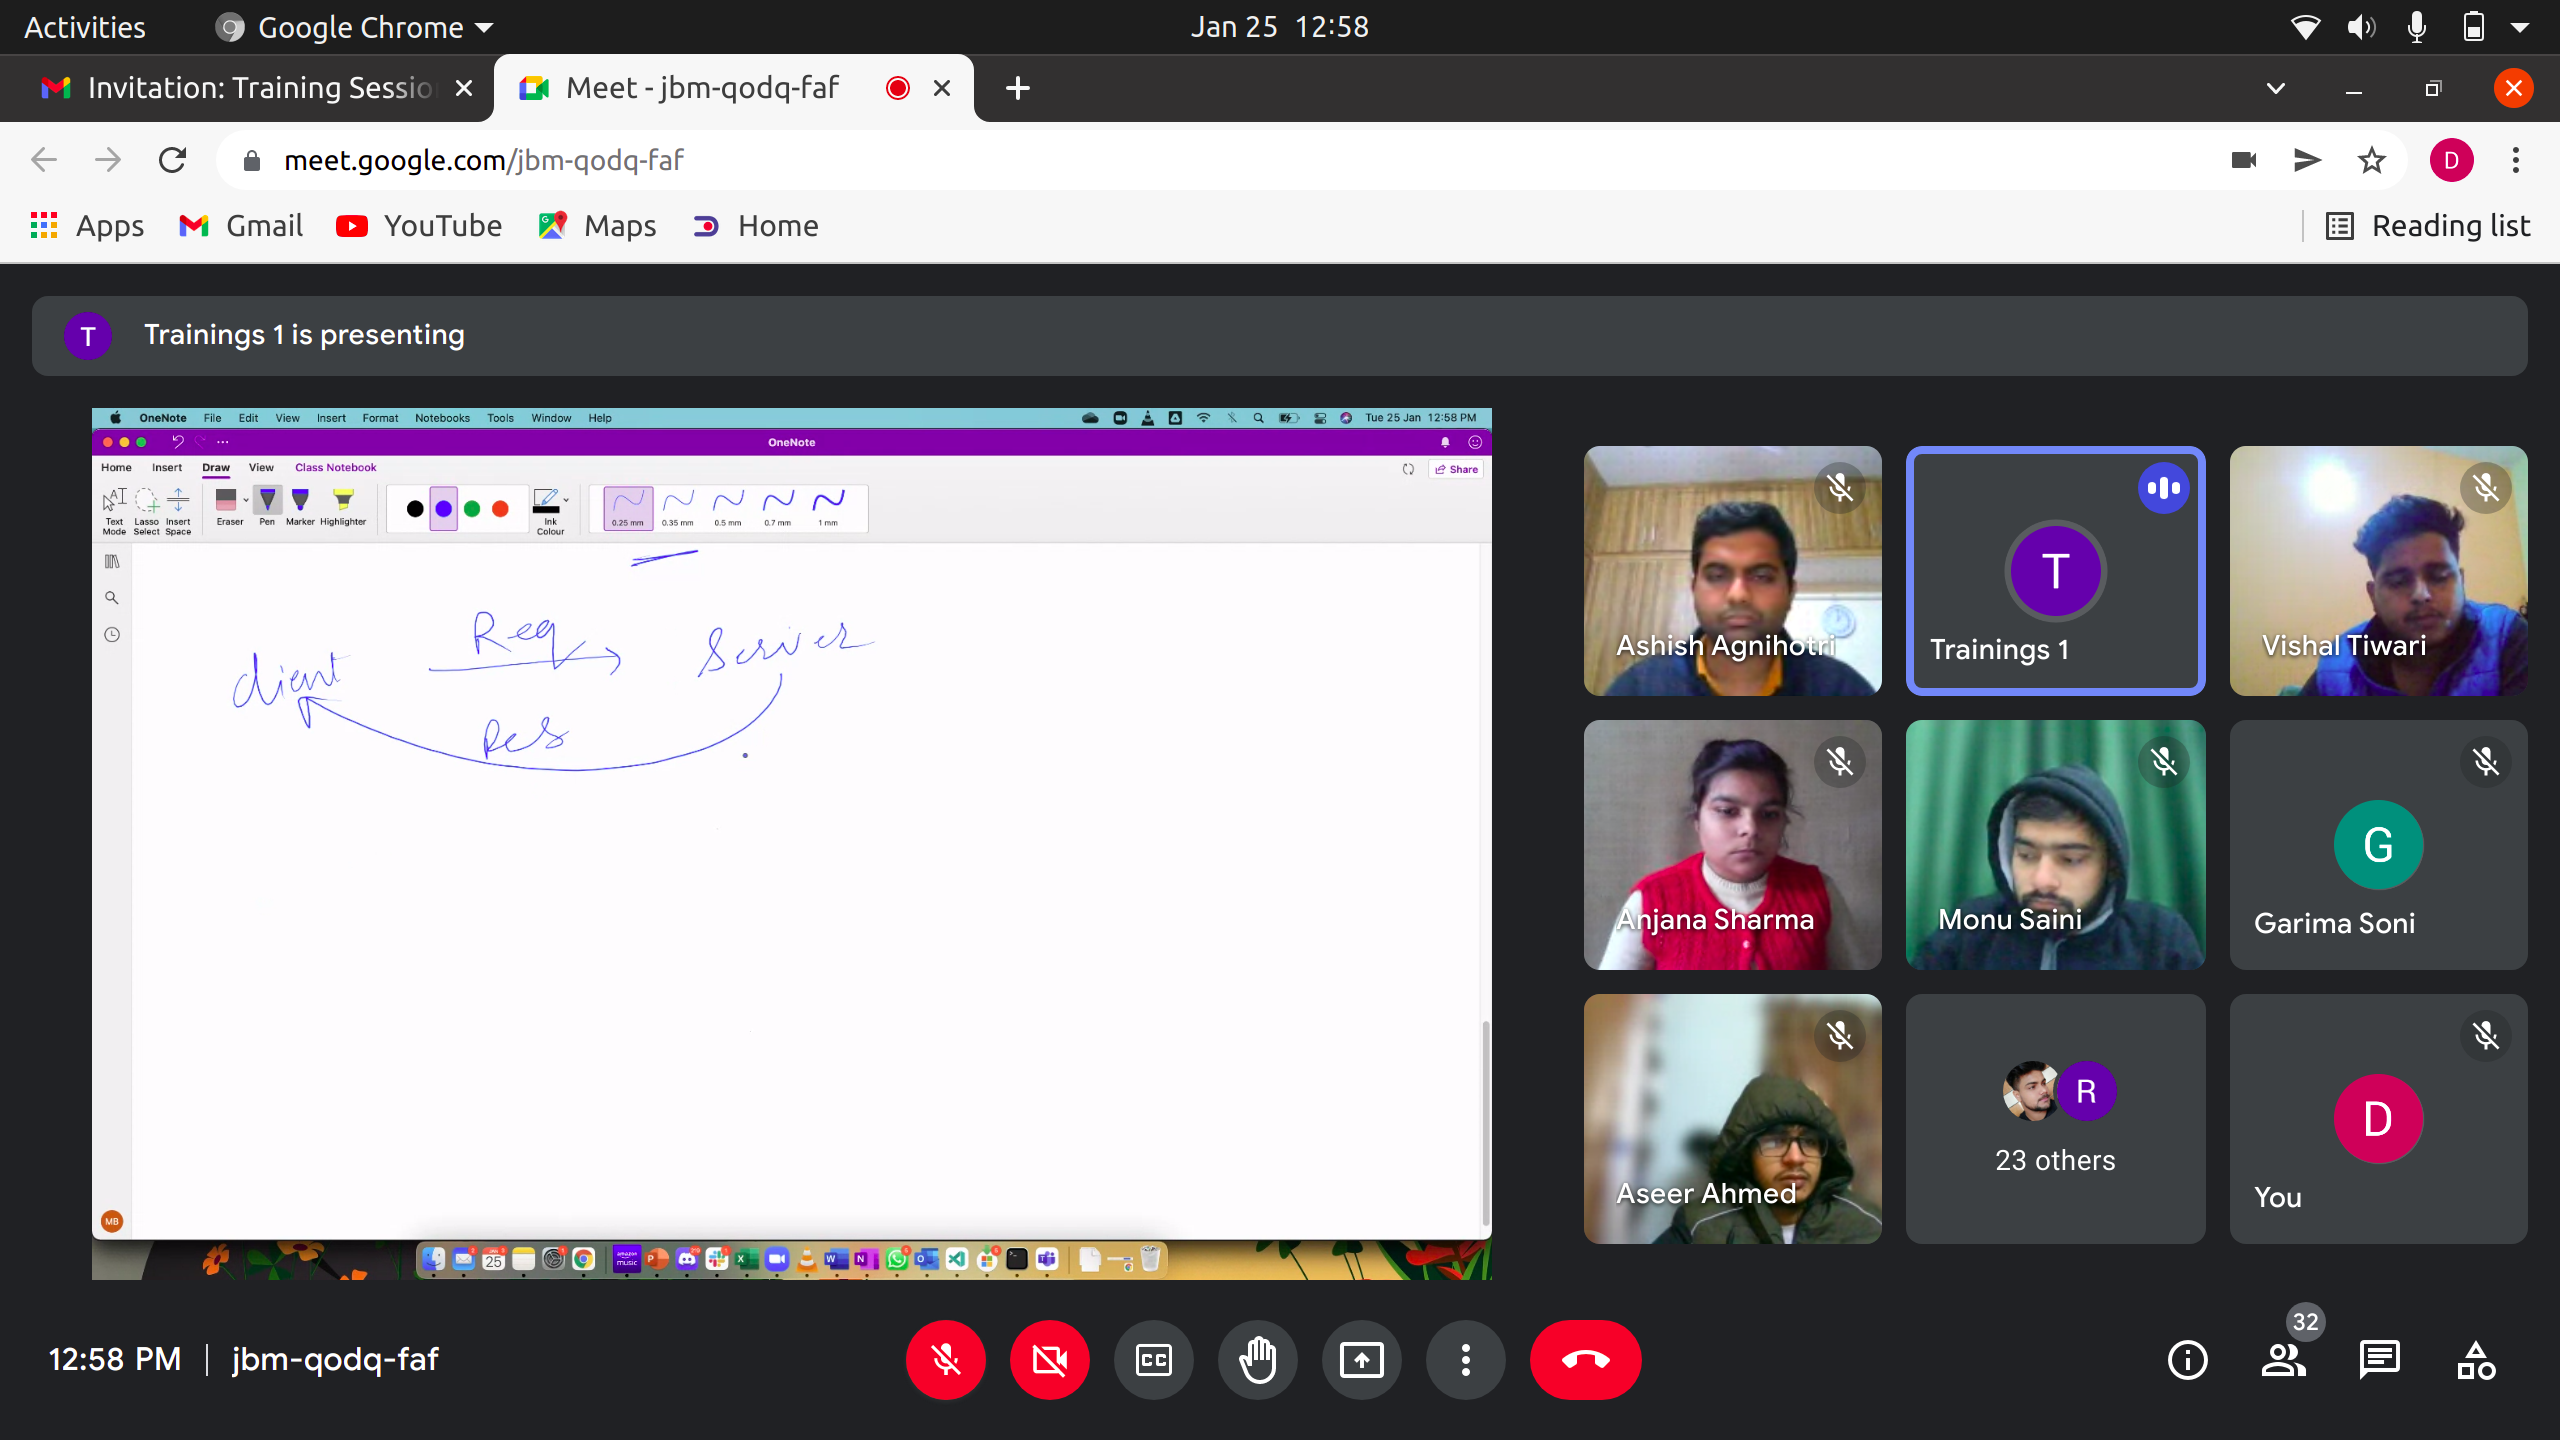 Activities
Google Chrome
Jan 25 12:58
Invitation: Training Sessio
Meet - jbm-qodq-faf
meet.google.com/jbm-qodq-faf
D
Apps
Gmail
YouTube
Maps
Home
Reading list
T
Trainings 1 is presenting
OneNote File Edit View Insert Format Notebooks Tools Window Help
Tue 25 Jan 12:58 PM
OneNote
Home Insert Draw View Class Notebook
Share
Text Mode
Lasso Select
Insert Space
Eraser
Pen
Marker
Highlighter
Ink Colour
0.25 mm
0.35 mm
0.5 mm
0.7 mm
1 mm
Req
Server
client
Res
MB
Ashish Agnihotri
T
Trainings 1
Vishal Tiwari
Anjana Sharma
Monu Saini
G
Garima Soni
Aseer Ahmed
R
23 others
D
You
12:58 PM
jbm-qodq-faf
CC
32